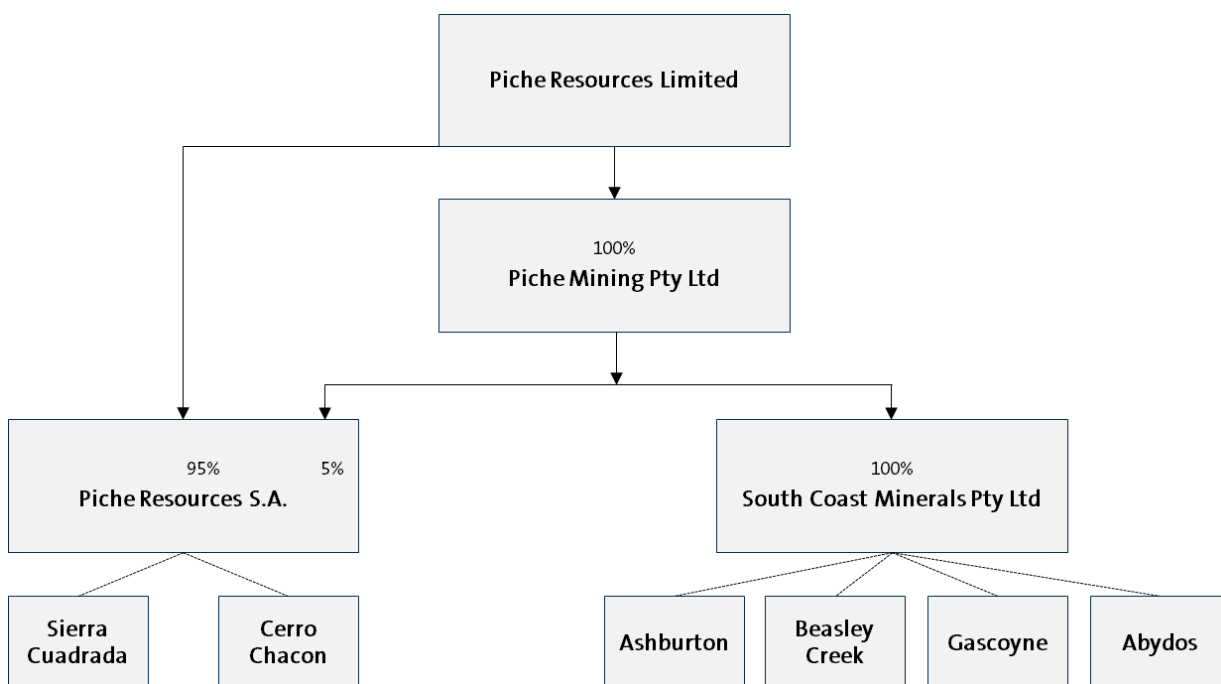 Piche Resources Limited
100%
Piche Mining Pty Ltd
95% 5%
Piche Resources S.A.
100%
South Coast Minerals Pty Ltd
Sierra
Cuadrada
Cerro
Chacon
Ashburton
Beasley
Creek
Gascoyne
Abydos